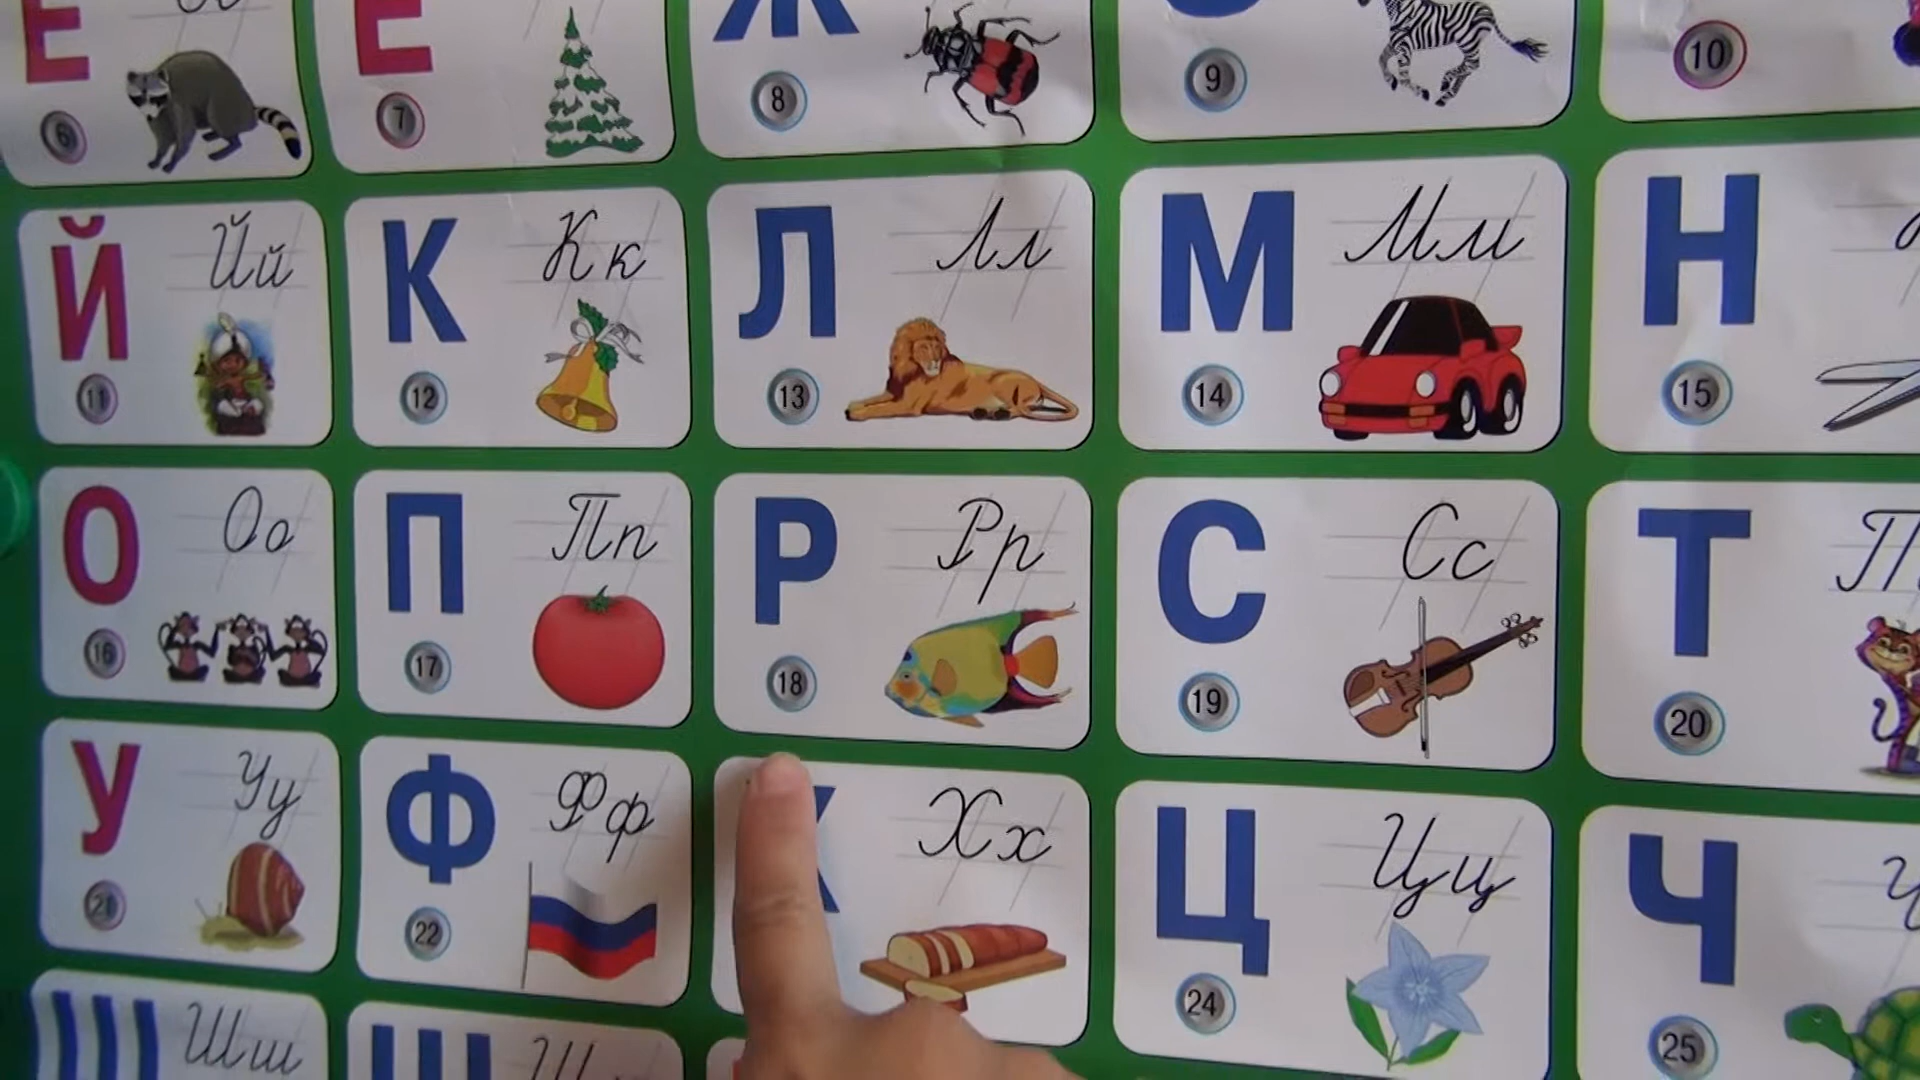 Е
Ё
Ж
6
7
8
9
10
Й Йй
К Кк
Л Лл
М Мм
Н
11
12
13
14
15
О Оо
П Пп
Р Рр
С Сс
Т
16
17
18
19
20
У Уу
Ф Фф
Х Хх
Ц Цц
Ч
21
22
24
25
Ш Шш